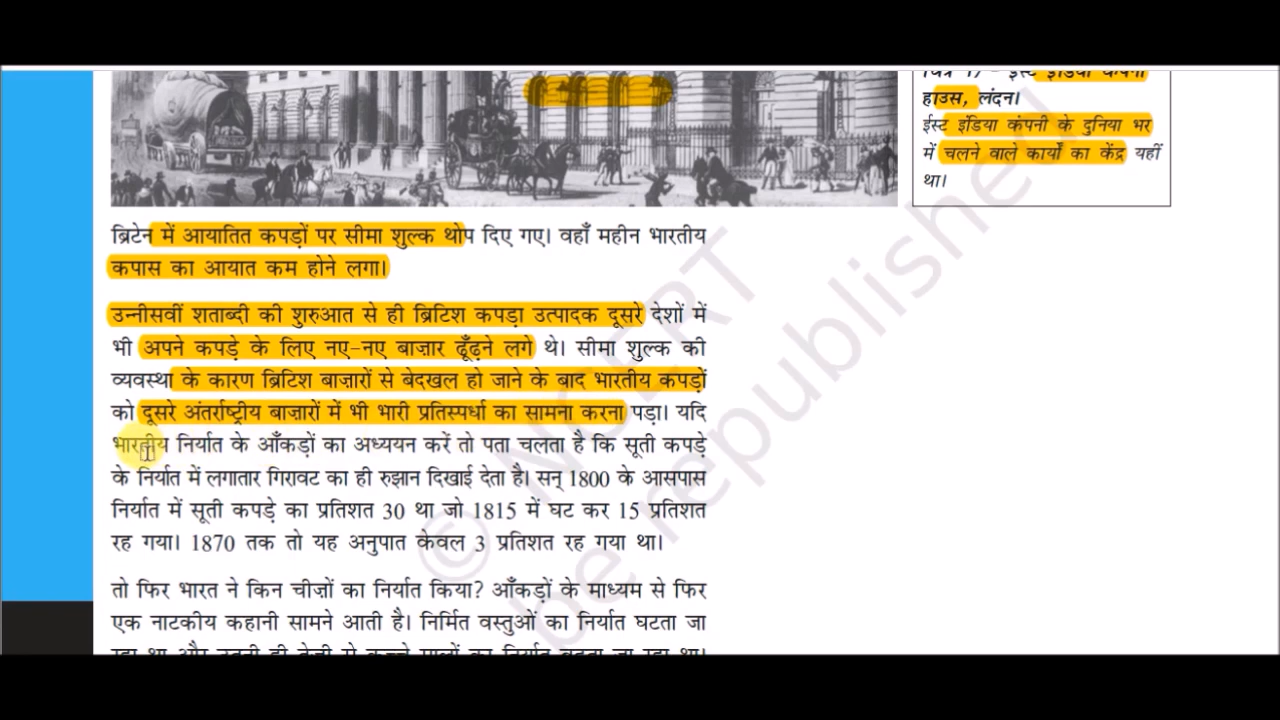 हाउस, लंदन।
ईस्ट इंडिया कंपनी के दुनिया भर
में चलने वाले कार्यों का केंद्र यहीं
था।
ब्रिटेन में आयातित कपड़ों पर सीमा शुल्क थोप दिए गए। वहाँ महीन भारतीय
कपास का आयात कम होने लगा।
उन्नीसवीं शताब्दी की शुरुआत से ही ब्रिटिश कपड़ा उत्पादक दूसरे देशों में
भी अपने कपड़े के लिए नए-नए बाज़ार ढूँढ़ने लगे थे। सीमा शुल्क की
व्यवस्था के कारण ब्रिटिश बाज़ारों से बेदखल हो जाने के बाद भारतीय कपड़ों
को दूसरे अंतर्राष्ट्रीय बाज़ारों में भी भारी प्रतिस्पर्धा का सामना करना पड़ा। यदि
भारतीय निर्यात के आँकड़ों का अध्ययन करें तो पता चलता है कि सूती कपड़े
के निर्यात में लगातार गिरावट का ही रुझान दिखाई देता है। सन् 1800 के आसपास
निर्यात में सूती कपड़े का प्रतिशत 30 था जो 1815 में घट कर 15 प्रतिशत
रह गया। 1870 तक तो यह अनुपात केवल 3 प्रतिशत रह गया था।
तो फिर भारत ने किन चीज़ों का निर्यात किया? आँकड़ों के माध्यम से फिर
एक नाटकीय कहानी सामने आती है। निर्मित वस्तुओं का निर्यात घटता जा
© NCERT
be republished